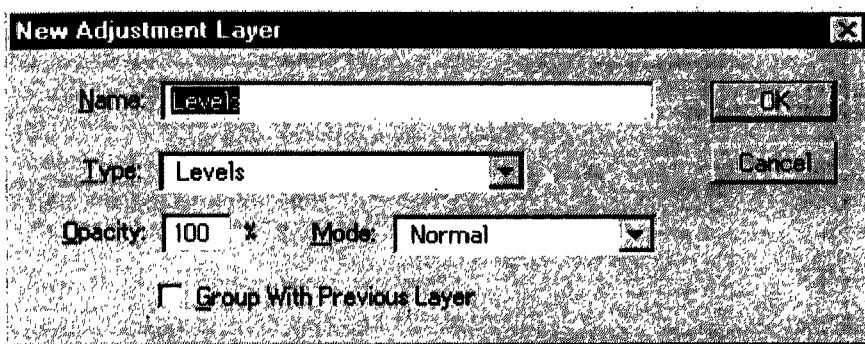 New Adjustment Layer
Name: Levels OK
Type: Levels Cancel
Opacity: 100 % Mode: Normal
Group With Previous Layer